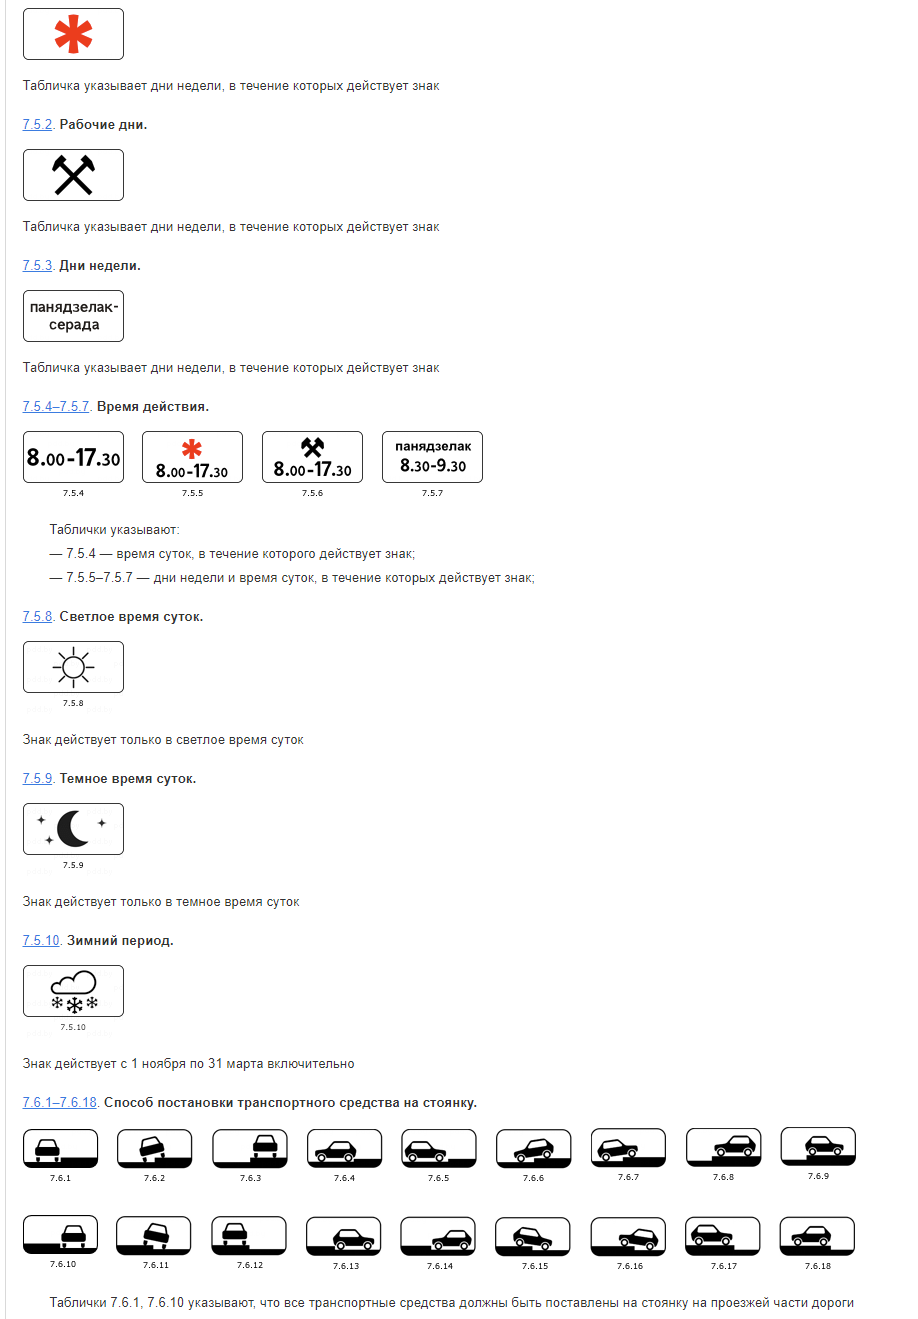 Табличка указывает дни недели, в течение которых действует знак
7.5.2. Рабочие дни.
Табличка указывает дни недели, в течение которых действует знак
7.5.3. Дни недели.
панядзелак-
серада
Табличка указывает дни недели, в течение которых действует знак
7.5.4–7.5.7. Время действия.
8.00-17.30 8.00-17.30 8.00-17.30 панядзелак
8.30-9.30
7.5.4 7.5.5 7.5.6 7.5.7
Таблички указывают:
— 7.5.4 — время суток, в течение которого действует знак;
— 7.5.5–7.5.7 — дни недели и время суток, в течение которых действует знак;
7.5.8. Светлое время суток.
7.5.8
Знак действует только в светлое время суток
7.5.9. Темное время суток.
7.5.9
Знак действует только в темное время суток
7.5.10. Зимний период.
7.5.10
Знак действует с 1 ноября по 31 марта включительно
7.6.1–7.6.18. Способ постановки транспортного средства на стоянку.
7.6.1 7.6.2 7.6.3 7.6.4 7.6.5 7.6.6 7.6.7 7.6.8 7.6.9
7.6.10 7.6.11 7.6.12 7.6.13 7.6.14 7.6.15 7.6.16 7.6.17 7.6.18
Таблички 7.6.1, 7.6.10 указывают, что все транспортные средства должны быть поставлены на стоянку на проезжей части дороги